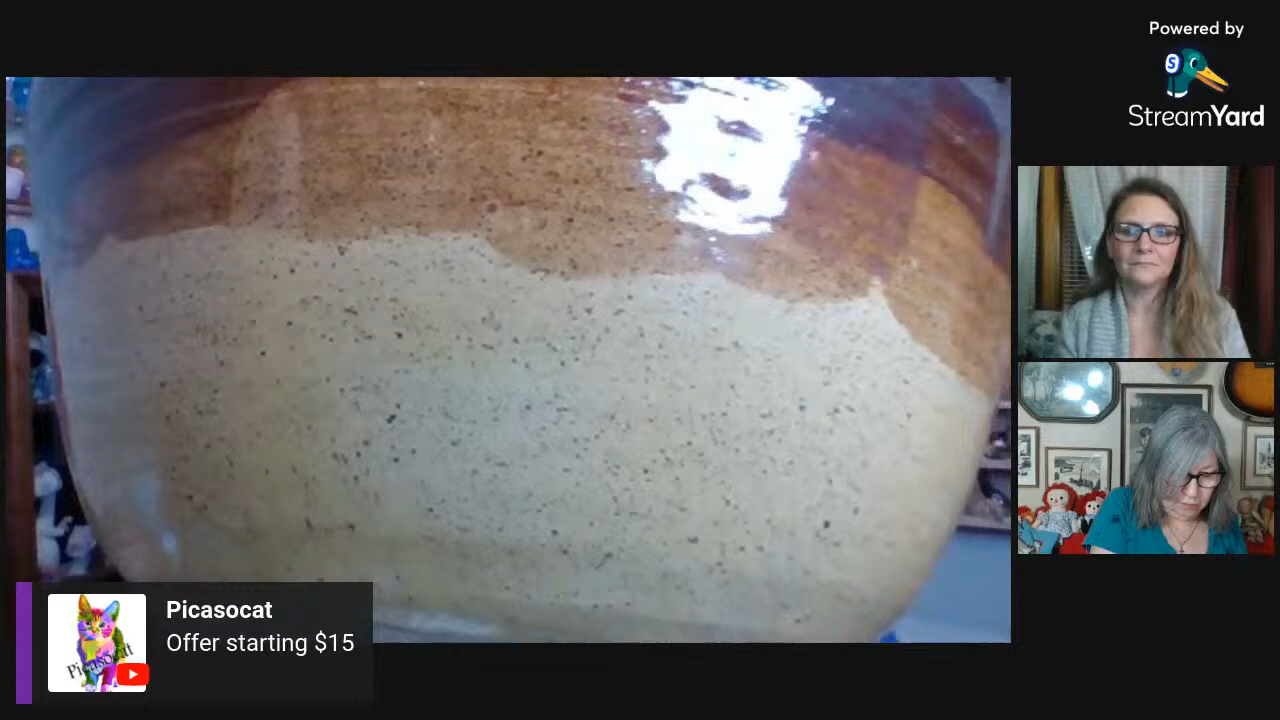 Powered by
S
StreamYard
Picasocat
Picasocat
Offer starting $15